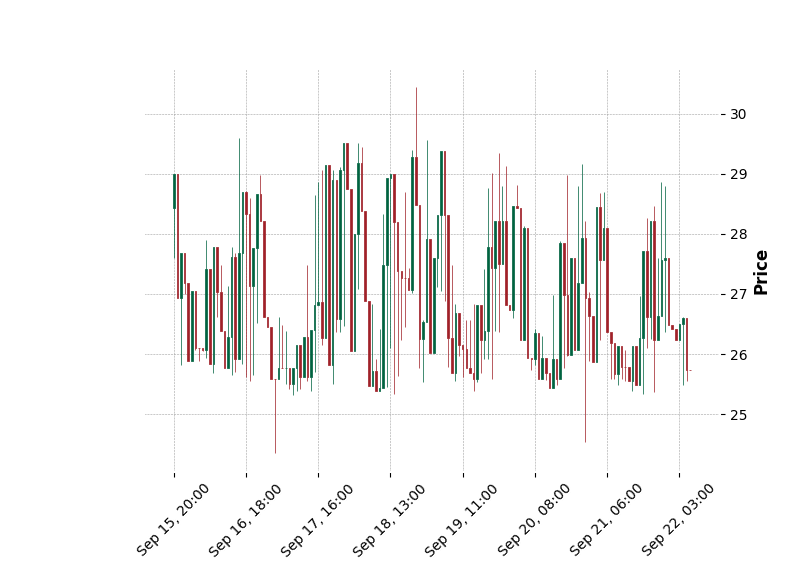 30
29
28
27
26
25
Price
Sep 15, 20:00
Sep 16, 18:00
Sep 17, 16:00
Sep 18, 13:00
Sep 19, 11:00
Sep 20, 08:00
Sep 21, 06:00
Sep 22, 03:00